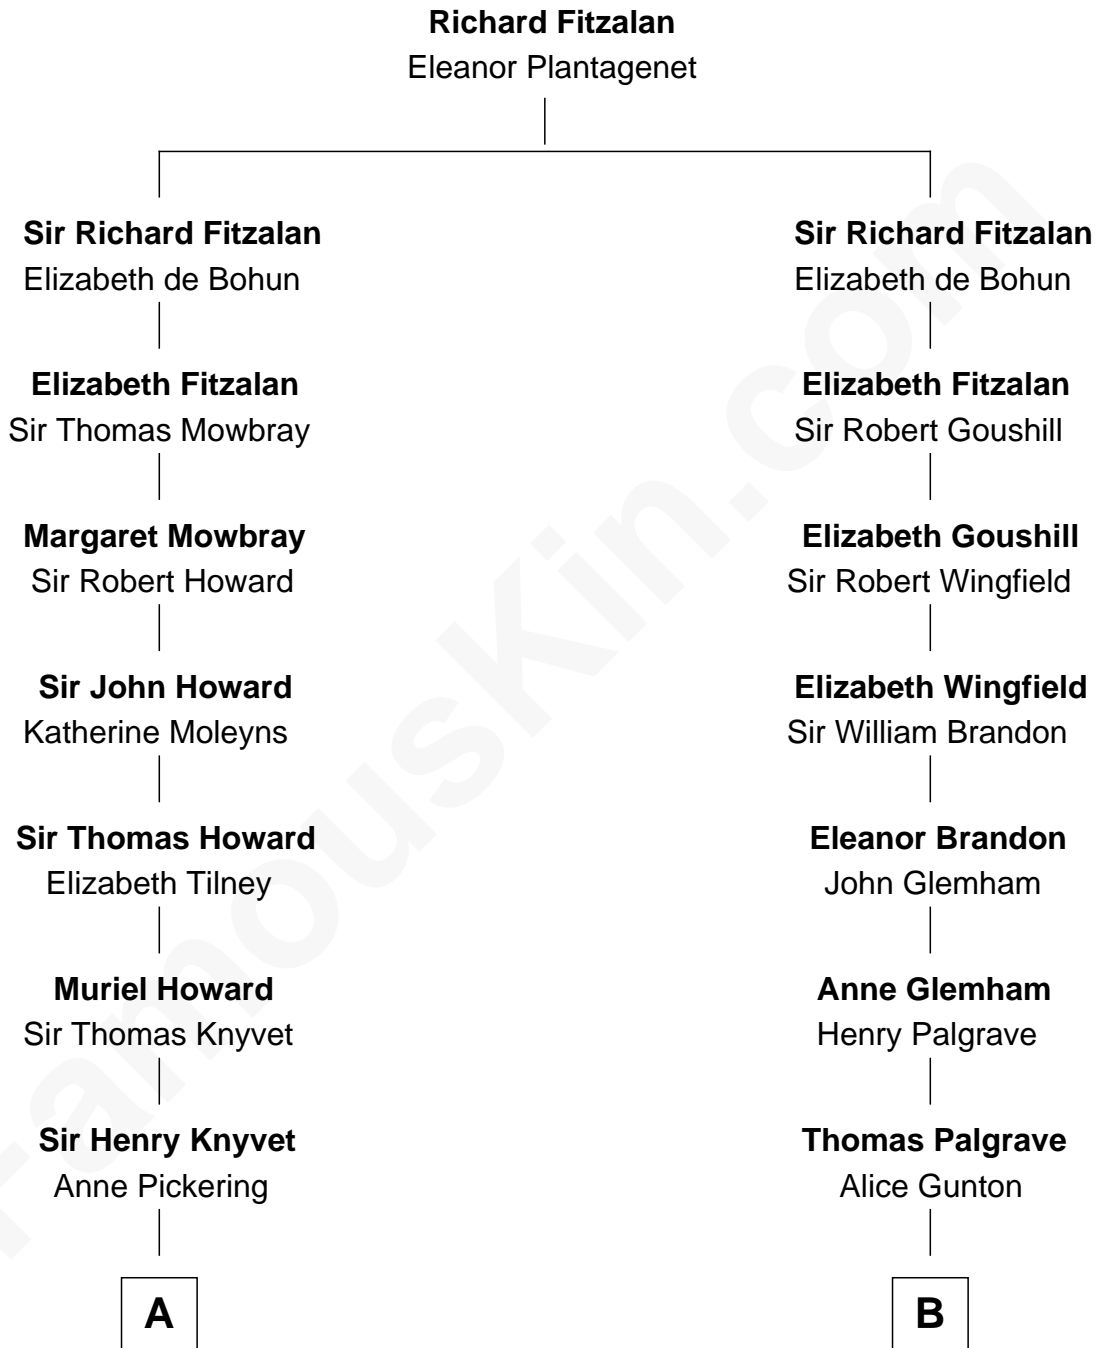 Richard Fitzalan
Eleanor Plantagenet
Sir Richard Fitzalan
Elizabeth de Bohun
Elizabeth Fitzalan
Sir Thomas Mowbray
Margaret Mowbray
Sir Robert Howard
Sir John Howard
Katherine Moleyns
Sir Thomas Howard
Elizabeth Tilney
Muriel Howard
Sir Thomas Knyvet
Sir Henry Knyvet
Anne Pickering
A
Sir Richard Fitzalan
Elizabeth de Bohun
Elizabeth Fitzalan
Sir Robert Goushill
Elizabeth Goushill
Sir Robert Wingfield
Elizabeth Wingfield
Sir William Brandon
Eleanor Brandon
John Glemham
Anne Glemham
Henry Palgrave
Thomas Palgrave
Alice Gunton
B
FamousKin.com